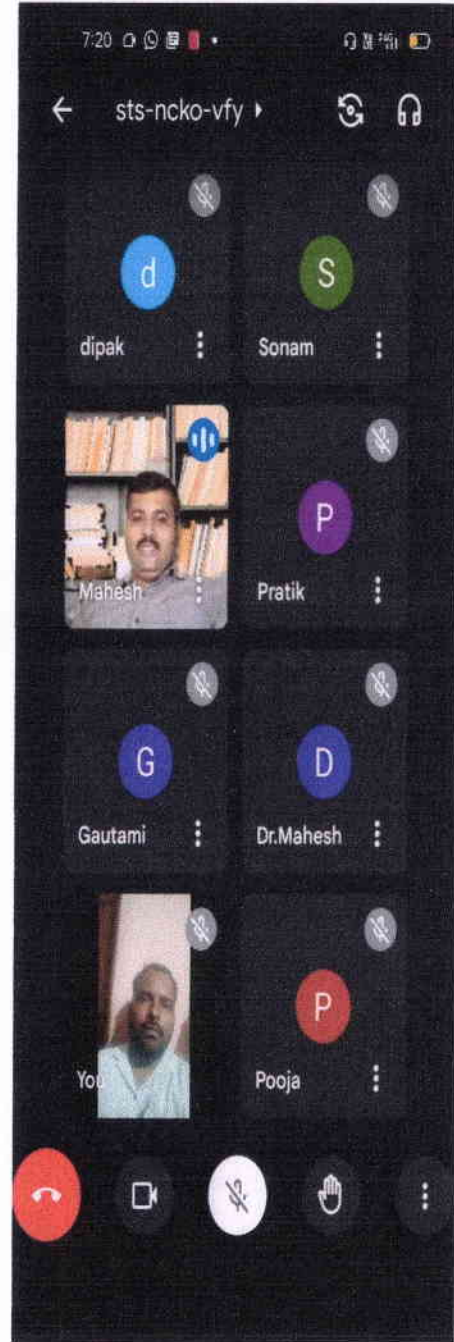 7:20
sts-ncko-vfy
d S
dipak Sonam
P
Mahesh Pratik
G D
Gautami Dr.Mahesh
P
You Pooja